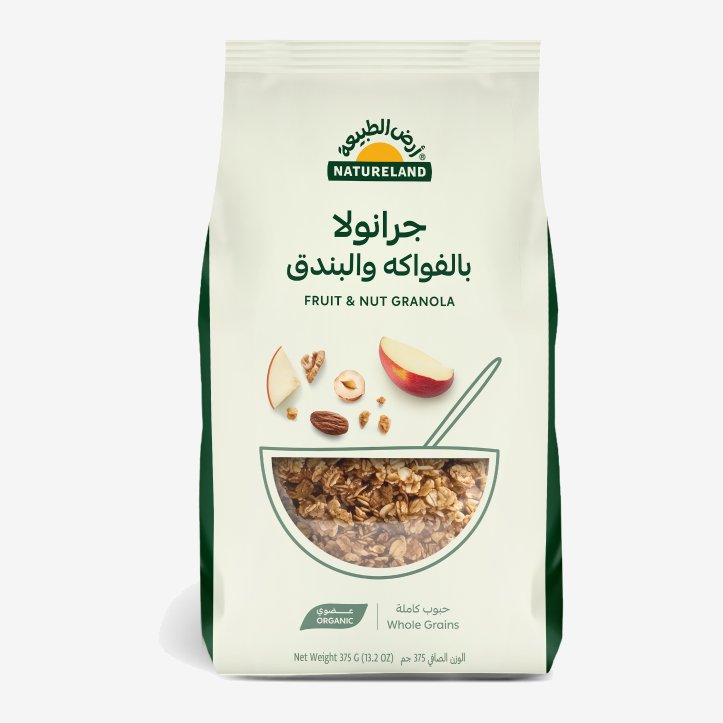 أرض الطبيعة
®
NATURELAND
جرانولا
بالفواكه والبندق
FRUIT & NUT GRANOLA
عضوي
ORGANIC
حبوب كاملة
Whole Grains
Net Weight 375 G (13.2 OZ) الوزن الصافي 375 جم